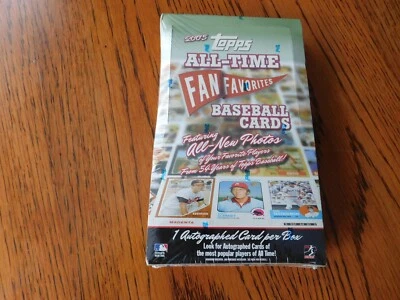 2005
Topps
ALL-TIME
FAN FAVORITES
BASEBALL
CARDS
Featuring
All-New Photos
of Your Favorite Players
From 54 Years of Topps Baseball!
1 Autographed Card per Box
Look for Autographed Cards of
the most popular players of All Time!